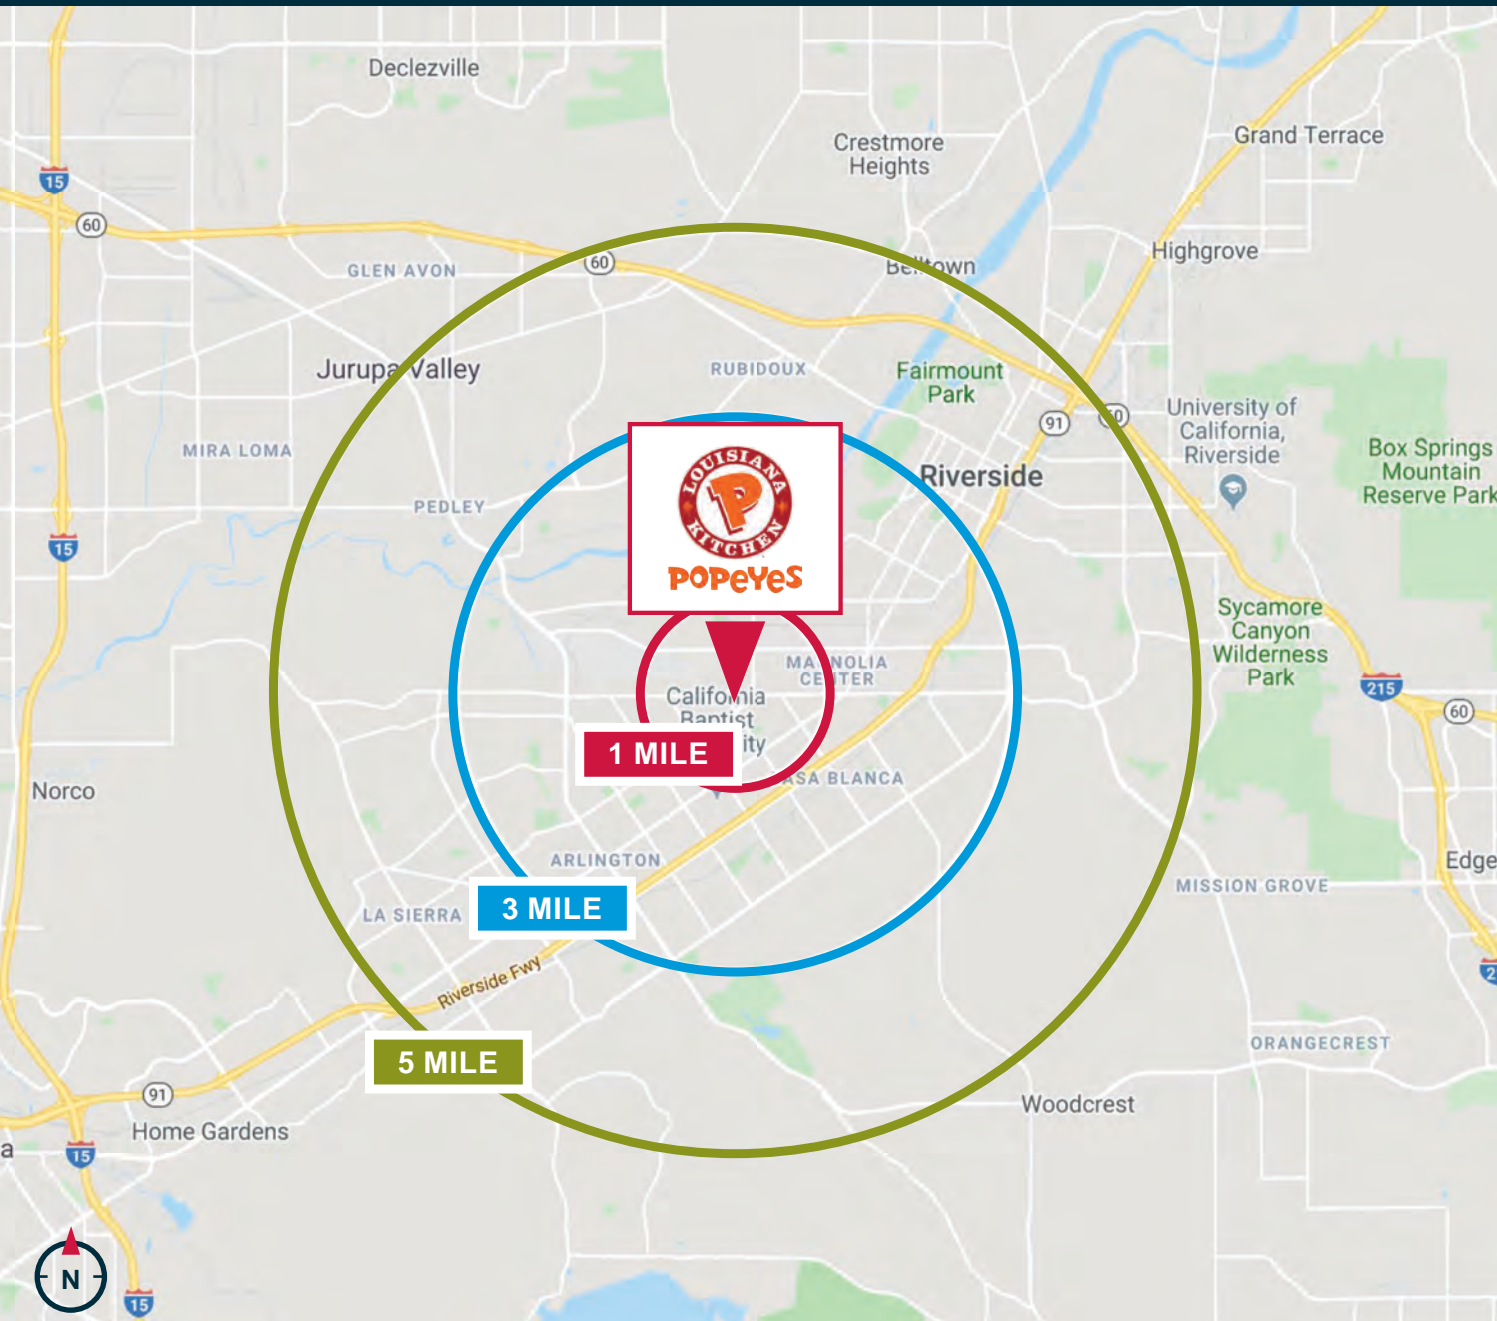 Declezville
Crestmore
Heights
Grand Terrace
15
60
Highgrove
GLEN AVON
60
Belltown
Jurupa Valley
RUBIDOUX
Fairmount
Park
University of
California,
Riverside
91
60
Box Springs
Mountain
Reserve Park
MIRA LOMA
Riverside
PEDLEY
LOUISIANA
P
KITCHEN
POPEYES
15
Sycamore
Canyon
Wilderness
Park
MAGNOLIA
CENTER
California
Baptist
ity
215
60
1 MILE
ASA BLANCA
Norco
ARLINGTON
Edge
MISSION GROVE
3 MILE
LA SIERRA
Riverside Fwy
2
ORANGECREST
5 MILE
91
Woodcrest
Home Gardens
a
15
N
15